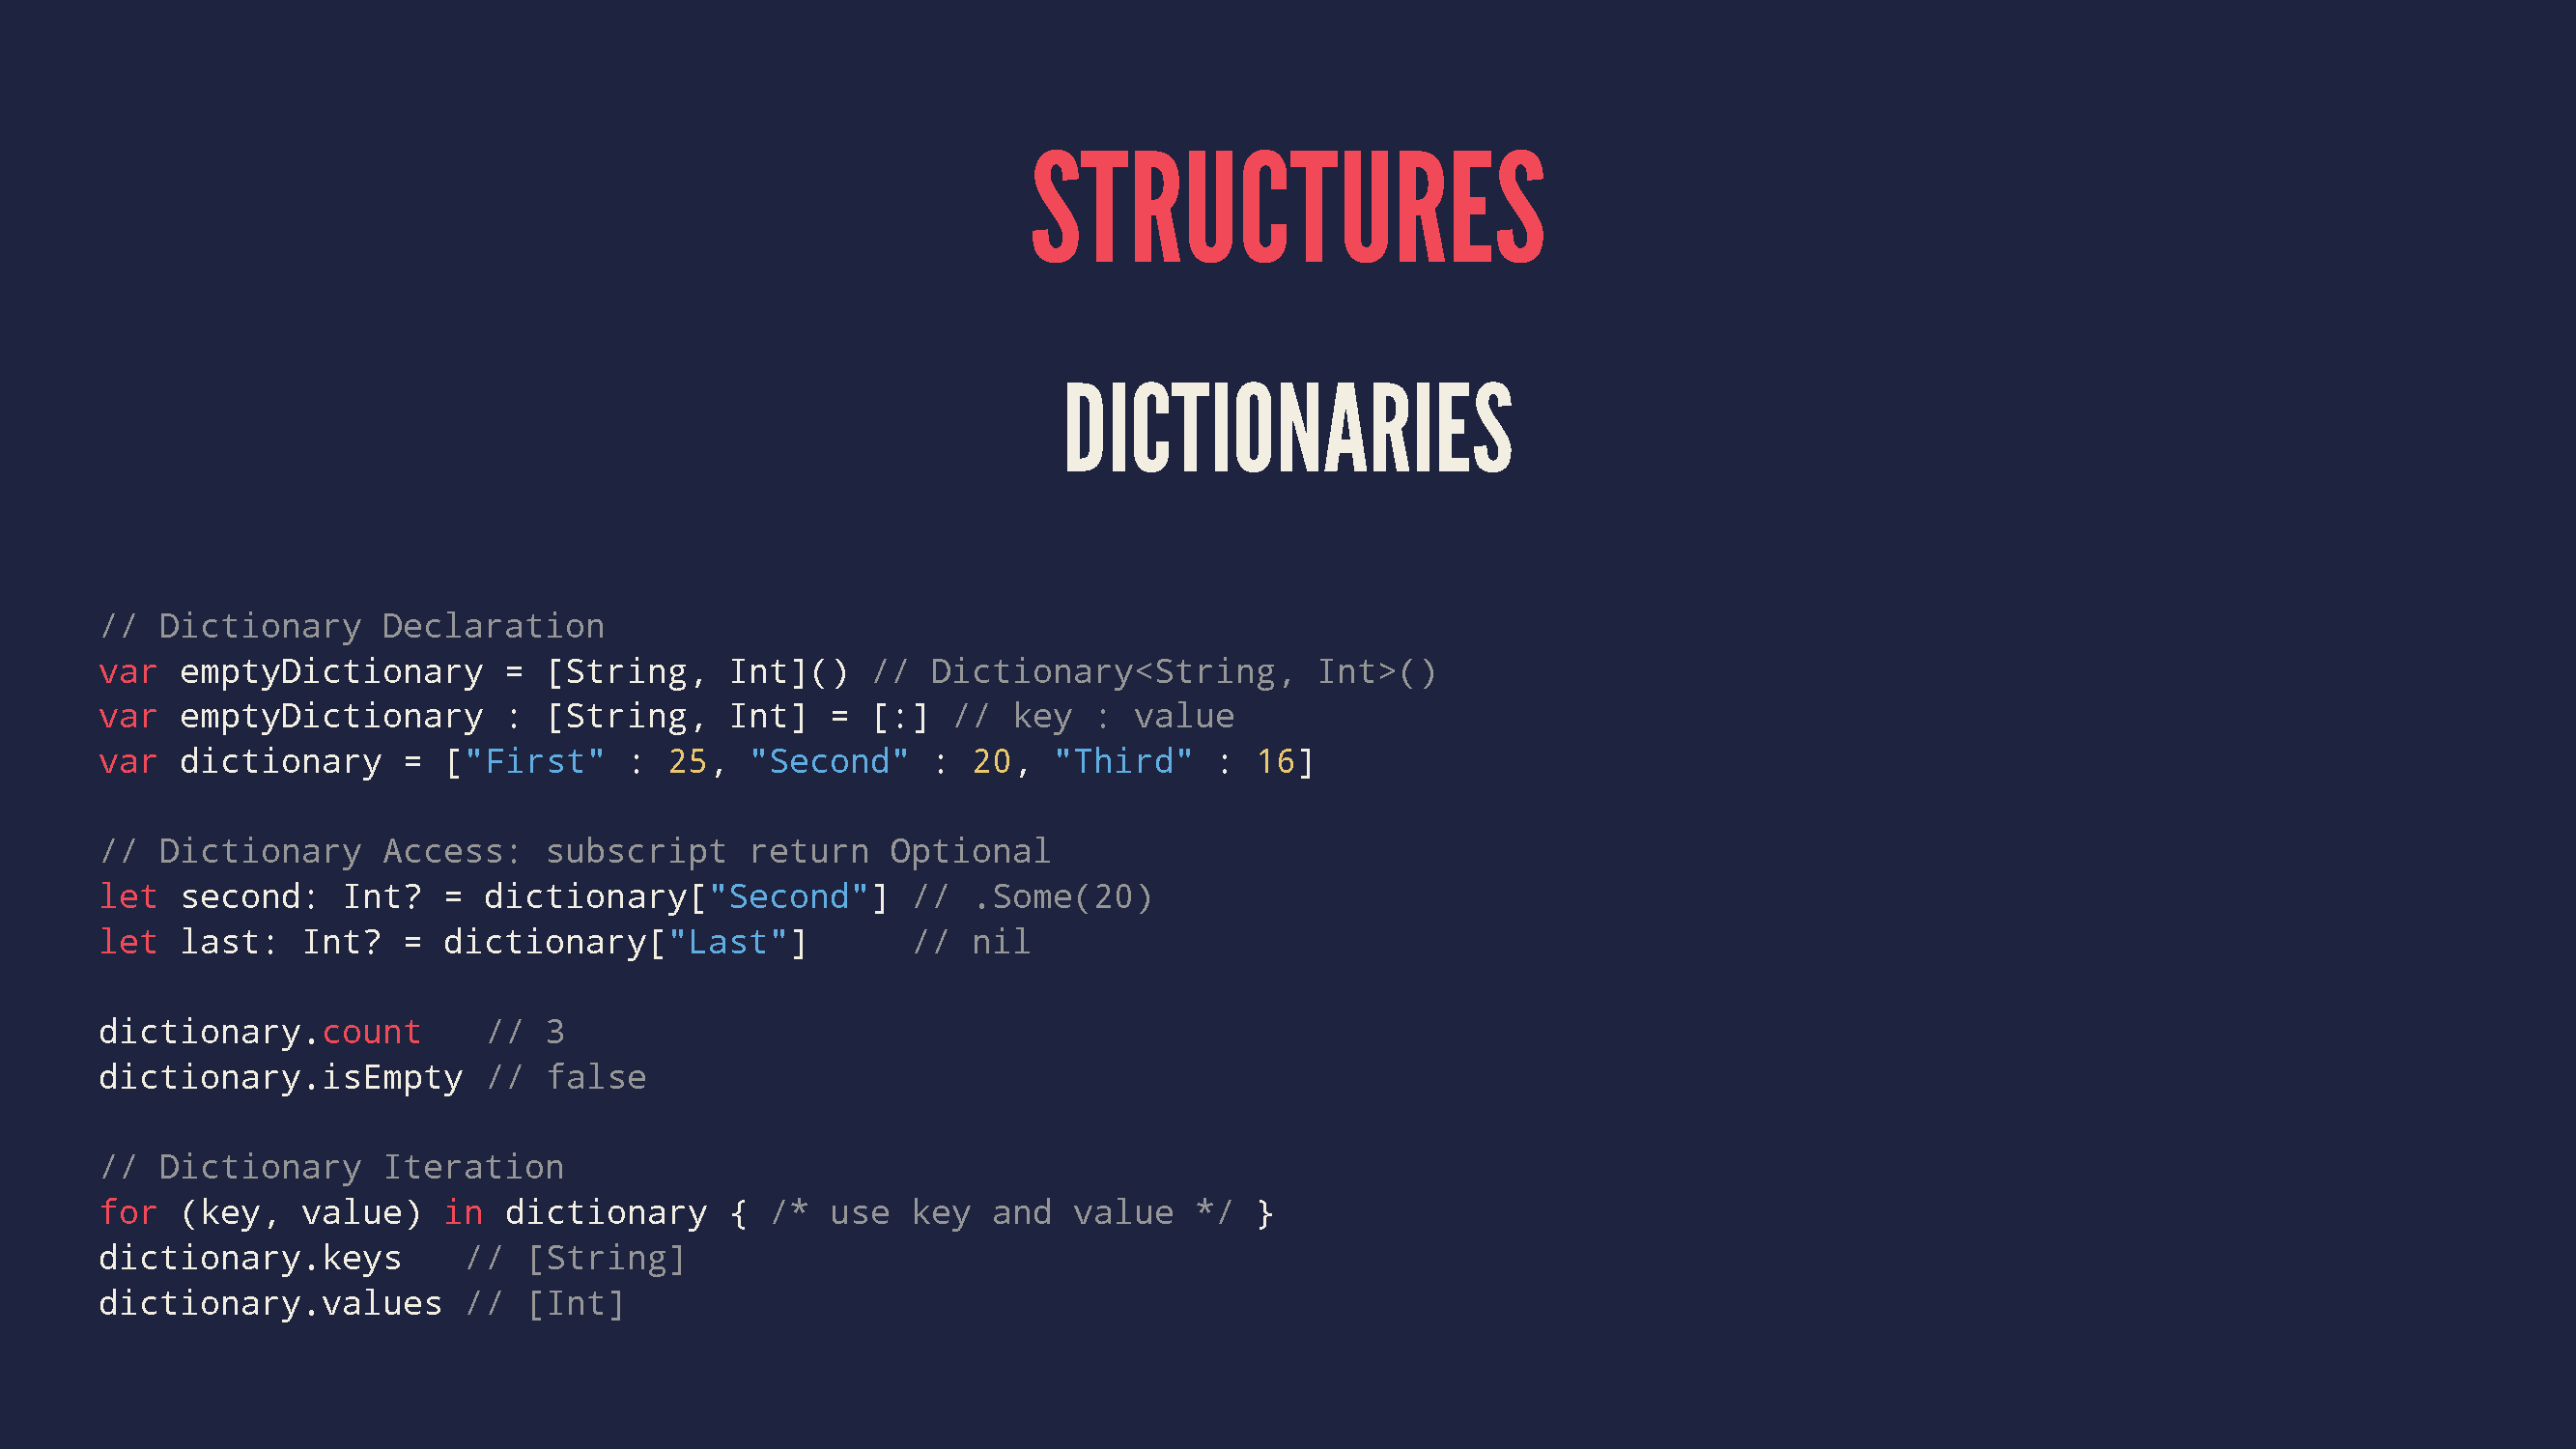 STRUCTURES
DICTIONARIES
// Dictionary Declaration
var emptyDictionary = [String, Int]() // Dictionary<String, Int>()
var emptyDictionary : [String, Int] = [:] // key : value
var dictionary = ["First" : 25, "Second" : 20, "Third" : 16]
// Dictionary Access: subscript return Optional
let second: Int? = dictionary["Second"] // .Some(20)
let last: Int? = dictionary["Last"]     // nil
dictionary.count   // 3
dictionary.isEmpty // false
// Dictionary Iteration
for (key, value) in dictionary { /* use key and value */ }
dictionary.keys   // [String]
dictionary.values // [Int]